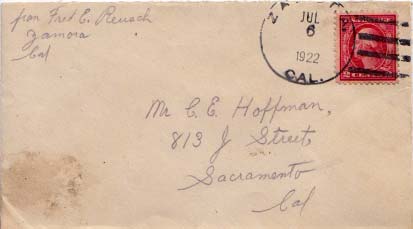 from Fred E. Reusch
Zamora
Cal
JUL
6
1922
CAL.
Mr C. E. Hoffman,
813 J Street,
Sacramento
Cal